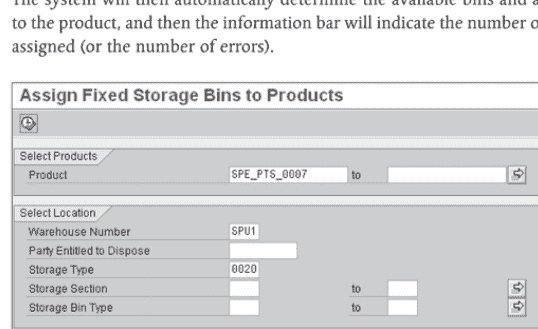 The system will then automatically determine the available bins and a
to the product, and then the information bar will indicate the number o
assigned (or the number of errors).
Assign Fixed Storage Bins to Products
Select Products
Product SPE_PTS_0007 to
Select Location
Warehouse Number SPU1
Party Entitled to Dispose
Storage Type 0020
Storage Section to
Storage Bin Type to